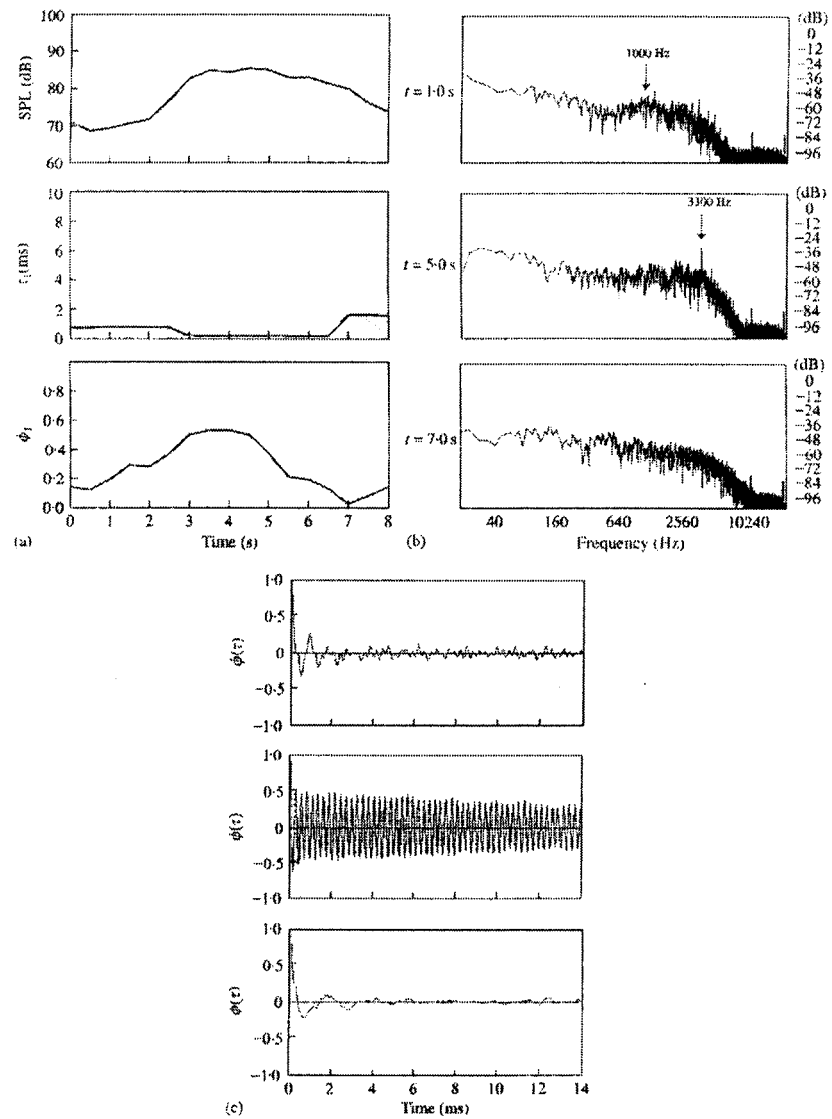 100
90
80
70
60
SPL (dB)
10
8
6
4
2
0
τ₁(ms)
0·8
0·6
0·4
0·2
0·0
ϕ₁
0 1 2 3 4 5 6 7 8
(a) Time (s)
t = 1·0 s
1000 Hz
(dB)
0
−12
−24
−36
−48
−60
−72
−84
−96
t = 5·0 s
3300 Hz
(dB)
0
−12
−24
−36
−48
−60
−72
−84
−96
t = 7·0 s
(dB)
0
−12
−24
−36
−48
−60
−72
−84
−96
40 160 640 2560 10240
(b) Frequency (Hz)
1·0
0·5
0
−0·5
−1·0
ϕ(τ)
1·0
0·5
0
−0·5
−1·0
ϕ(τ)
1·0
0·5
0
−0·5
−1·0
ϕ(τ)
0 2 4 6 8 10 12 14
(c) Time (ms)